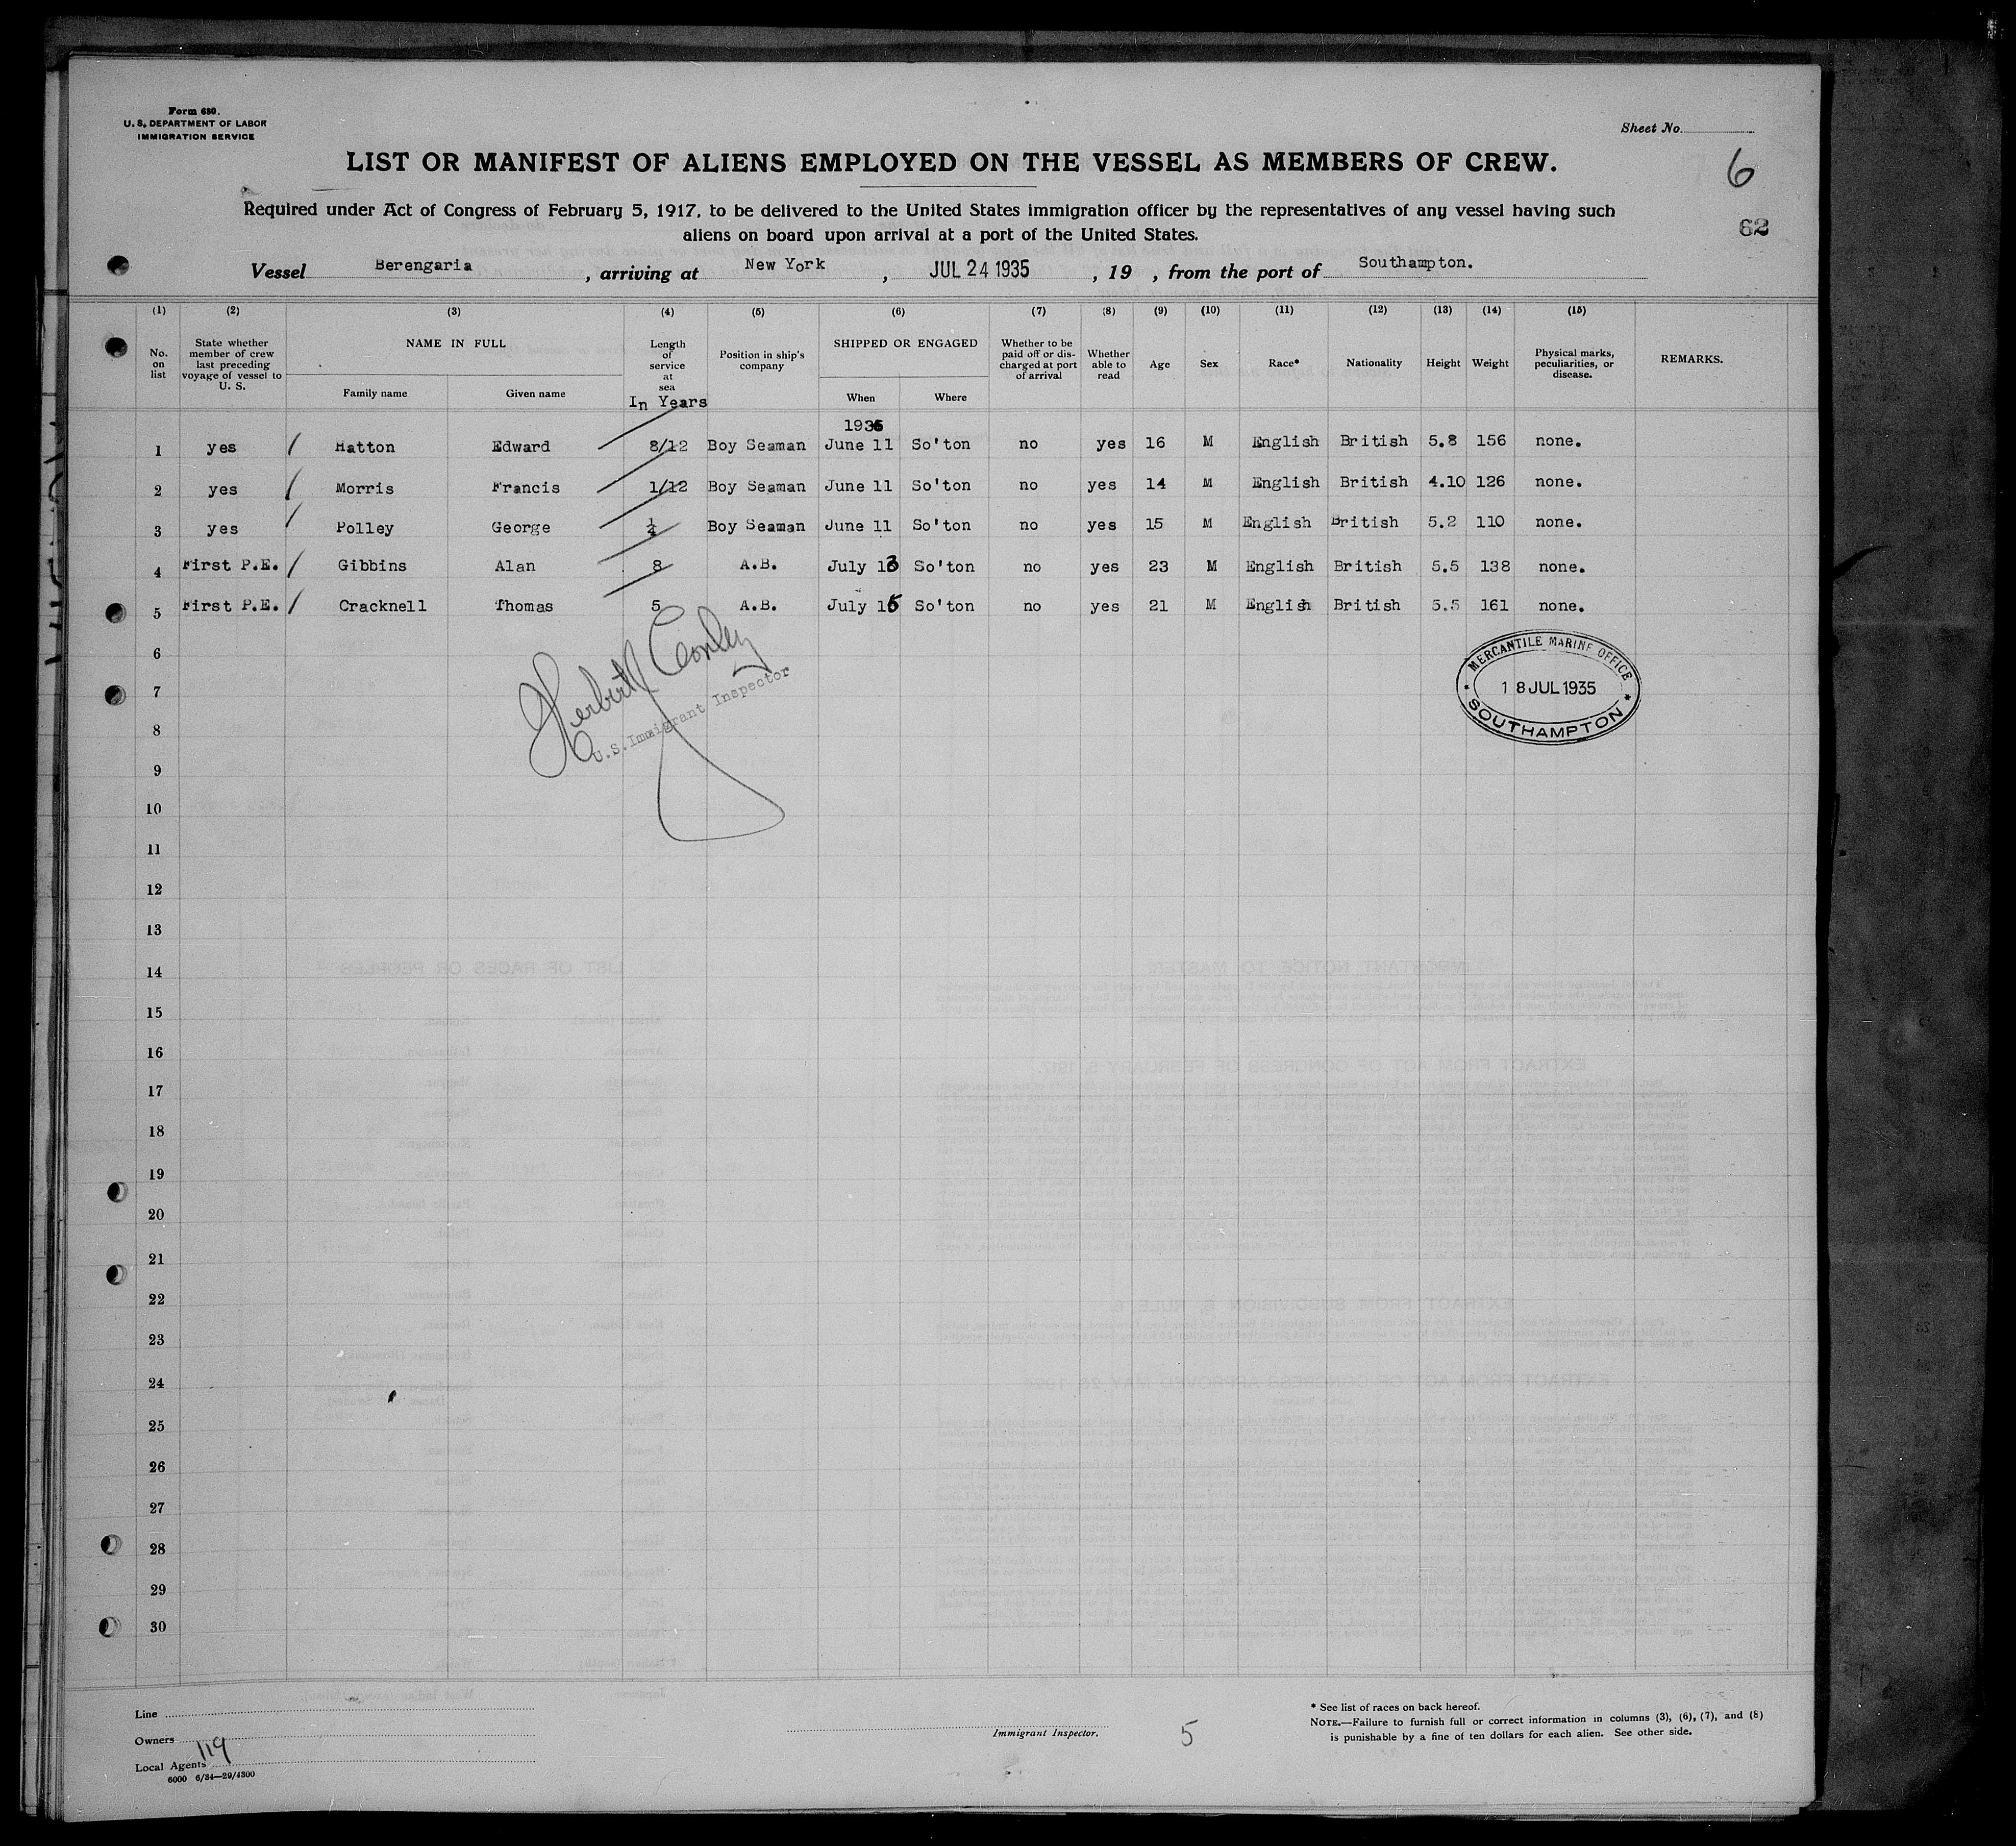 Form 680.
U. S. DEPARTMENT OF LABOR
IMMIGRATION SERVICE
Sheet No.
LIST OR MANIFEST OF ALIENS EMPLOYED ON THE VESSEL AS MEMBERS OF CREW.
6
Required under Act of Congress of February 5, 1917, to be delivered to the United States immigration officer by the representatives of any vessel having such
aliens on board upon arrival at a port of the United States.
62
Vessel Berengaria, arriving at New York, JUL 24 1935, 19 , from the port of Southampton.
(1) (2) (3) (4) (5) (6) (7) (8) (9) (10) (11) (12) (13) (14) (15)
No. on list State whether member of crew last preceding voyage of vessel to U. S. NAME IN FULL Family name Given name Length of service at sea In Years Position in ship's company SHIPPED OR ENGAGED When Where Whether to be paid off or discharged at port of arrival Whether able to read Age Sex Race* Nationality Height Weight Physical marks, peculiarities, or disease. REMARKS.
1935
1 yes Hatton Edward 8/12 Boy Seaman June 11 So'ton no yes 16 M English British 5.8 156 none.
2 yes Morris Francis 1/12 Boy Seaman June 11 So'ton no yes 14 M English British 4.10 126 none.
3 yes Polley George ¼ Boy Seaman June 11 So'ton no yes 15 M English British 5.2 110 none.
4 First P.E. Gibbins Alan 8 A.B. July 13 So'ton no yes 23 M English British 5.5 138 none.
5 First P.E. Cracknell Thomas 5 A.B. July 15 So'ton no yes 21 M English British 5.5 161 none.
6
7
8
9
10
11
12
13
14
15
16
17
18
19
20
21
22
23
24
25
26
27
28
29
30
Herbert J Conley
U.S. Immigrant Inspector
MERCANTILE MARINE OFFICE
18 JUL 1935
SOUTHAMPTON
Line
Owners
Local Agents
119
6000 6/34—29/4300
Immigrant Inspector.
5
* See list of races on back hereof.
NOTE.—Failure to furnish full or correct information in columns (3), (6), (7), and (8)
is punishable by a fine of ten dollars for each alien. See other side.